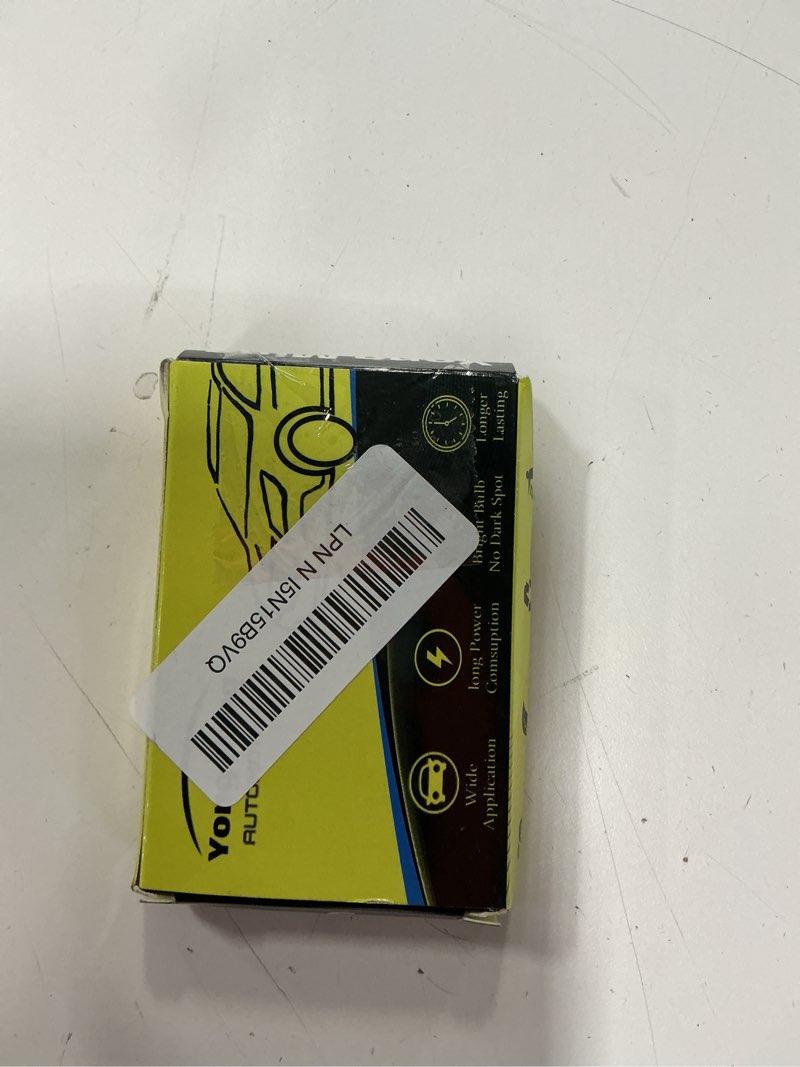 LPN N I5N15B9VQ
AUTO
Wide
Application
long Power
Comsuption
Bright Bulb
No Dark Spot
Longer
Lasting